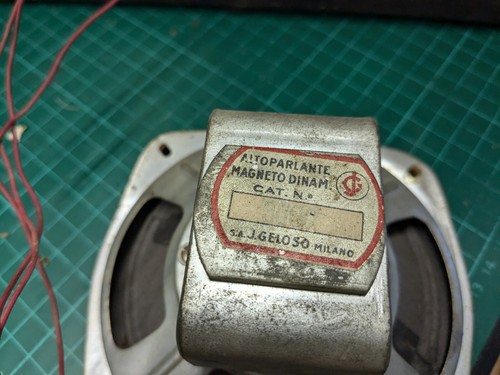 ALTOPARLANTE
MAGNETO DINAM.
CAT. N.o
S.A. J. GELOSO MILANO